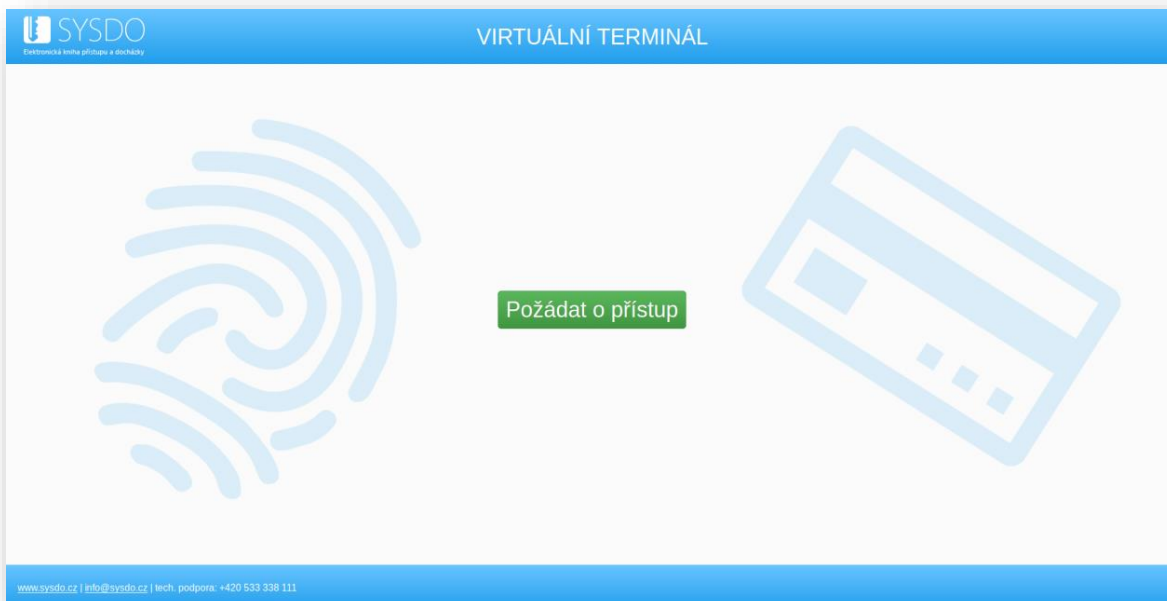 SYSDO
Elektronická kniha přístupu a docházky
VIRTUÁLNÍ TERMINÁL
Požádat o přístup
www.sysdo.cz | info@sysdo.cz | tech. podpora: +420 533 338 111